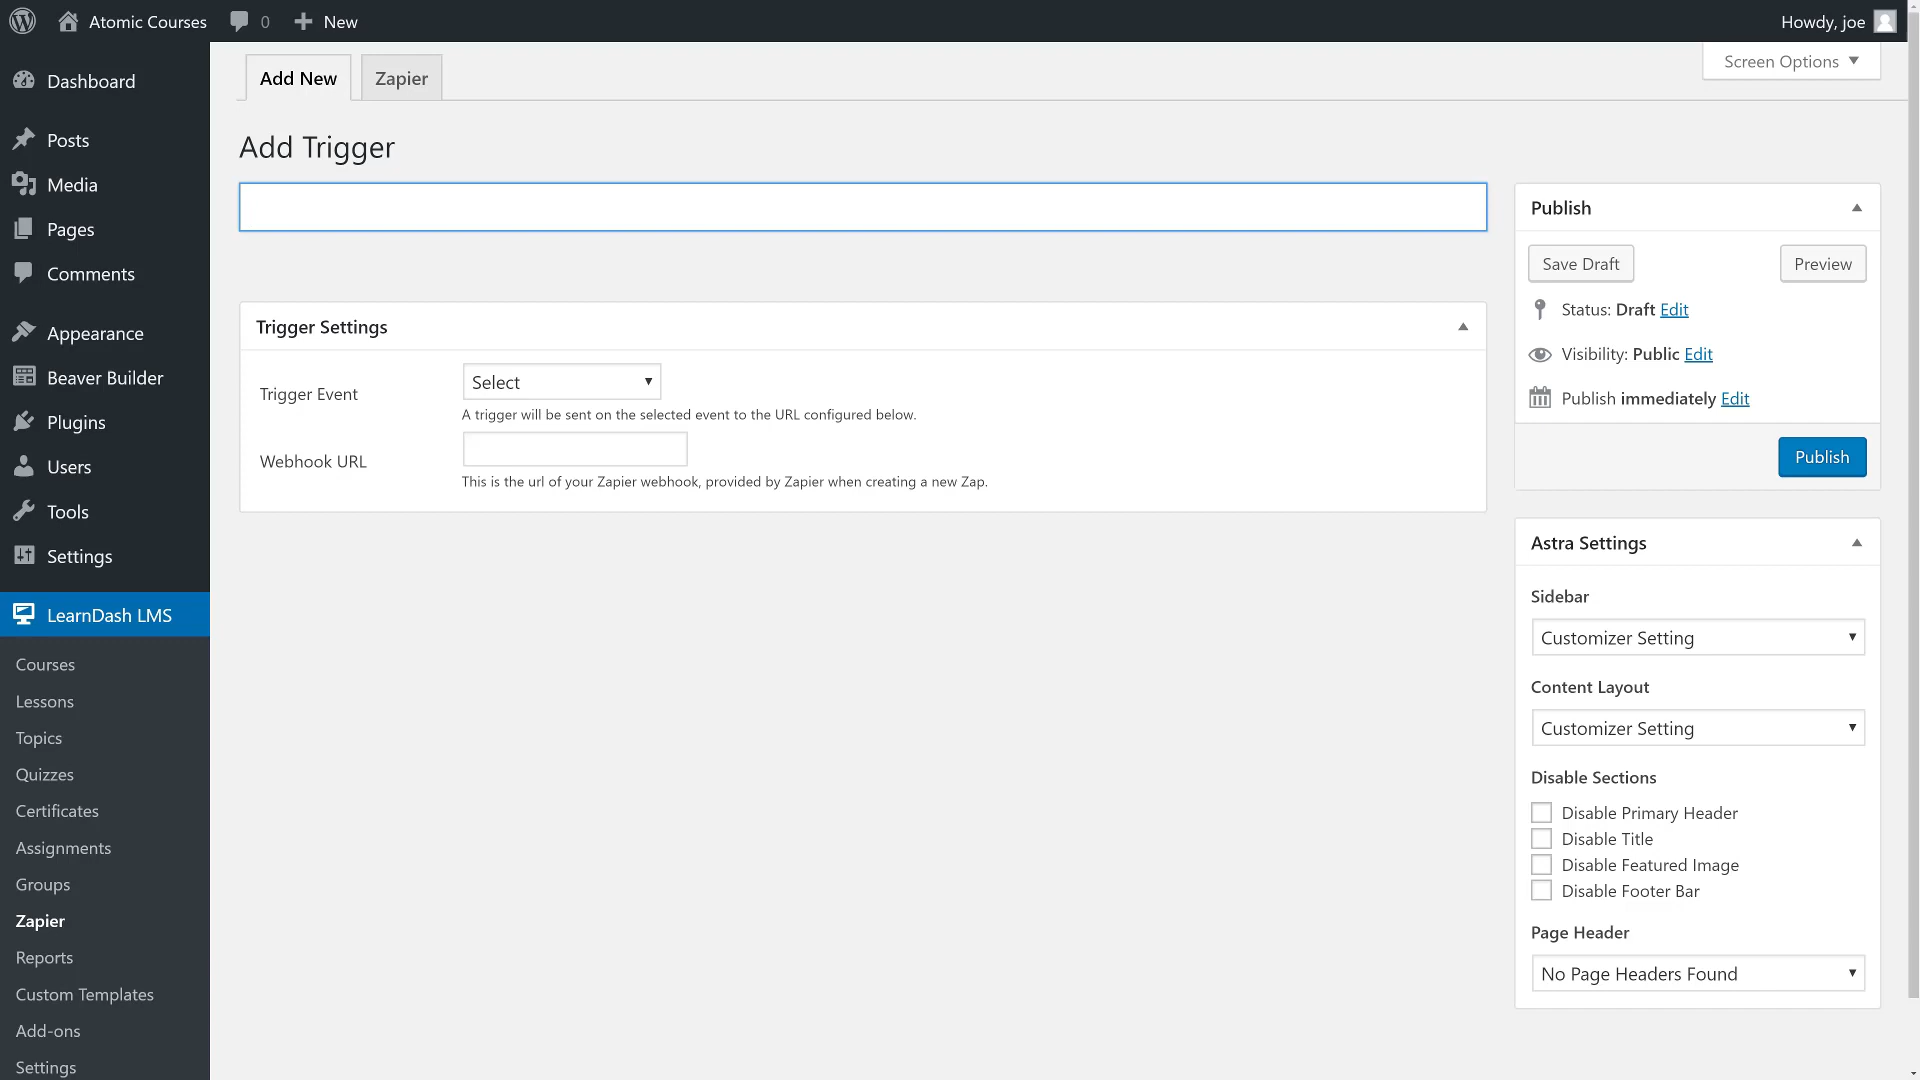 Atomic Courses 0 New Howdy, joe
Dashboard
Posts
Media
Pages
Comments
Appearance
Beaver Builder
Plugins
Users
Tools
Settings
LearnDash LMS
Courses
Lessons
Topics
Quizzes
Certificates
Assignments
Groups
Zapier
Reports
Custom Templates
Add-ons
Settings
Add New Zapier
Screen Options
Add Trigger
Trigger Settings
Trigger Event Select
A trigger will be sent on the selected event to the URL configured below.
Webhook URL
This is the url of your Zapier webhook, provided by Zapier when creating a new Zap.
Publish
Save Draft Preview
Status: Draft Edit
Visibility: Public Edit
Publish immediately Edit
Publish
Astra Settings
Sidebar
Customizer Setting
Content Layout
Customizer Setting
Disable Sections
Disable Primary Header
Disable Title
Disable Featured Image
Disable Footer Bar
Page Header
No Page Headers Found